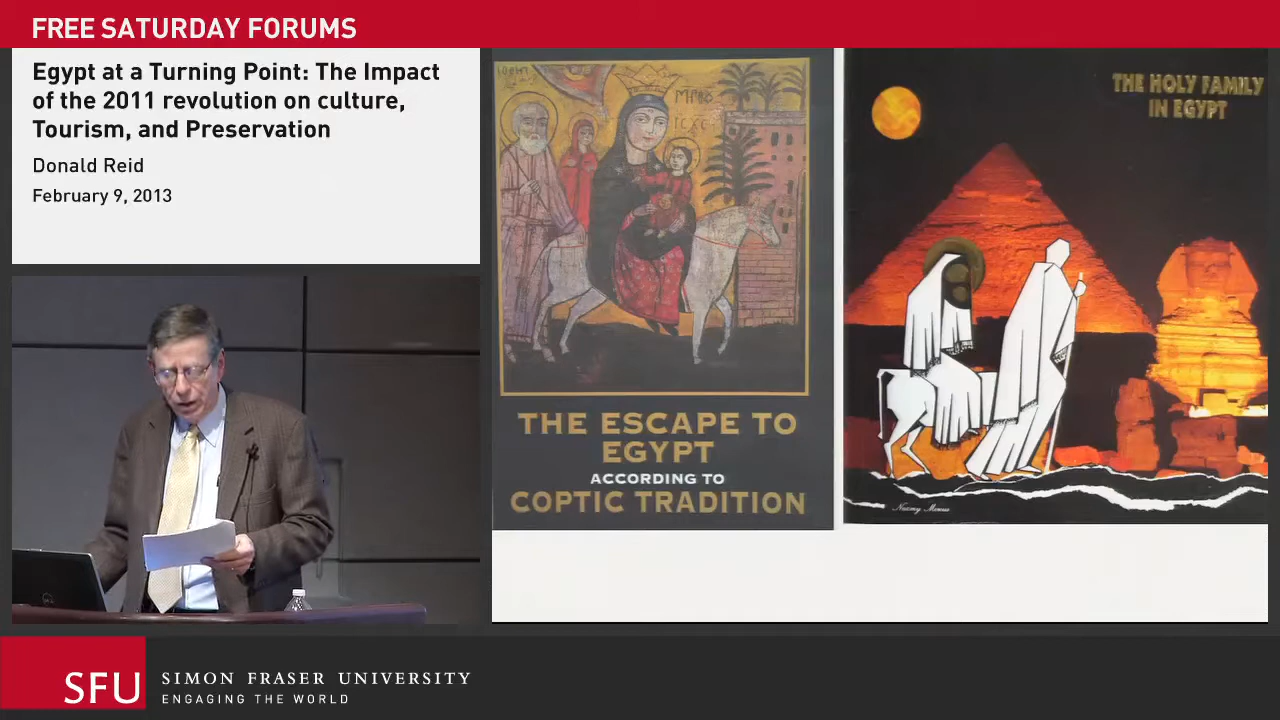 FREE SATURDAY FORUMS
Egypt at a Turning Point: The Impact
of the 2011 revolution on culture,
Tourism, and Preservation
Donald Reid
February 9, 2013
THE ESCAPE TO
EGYPT
ACCORDING TO
COPTIC TRADITION
THE HOLY FAMILY
IN EGYPT
SFU
SIMON FRASER UNIVERSITY
ENGAGING THE WORLD